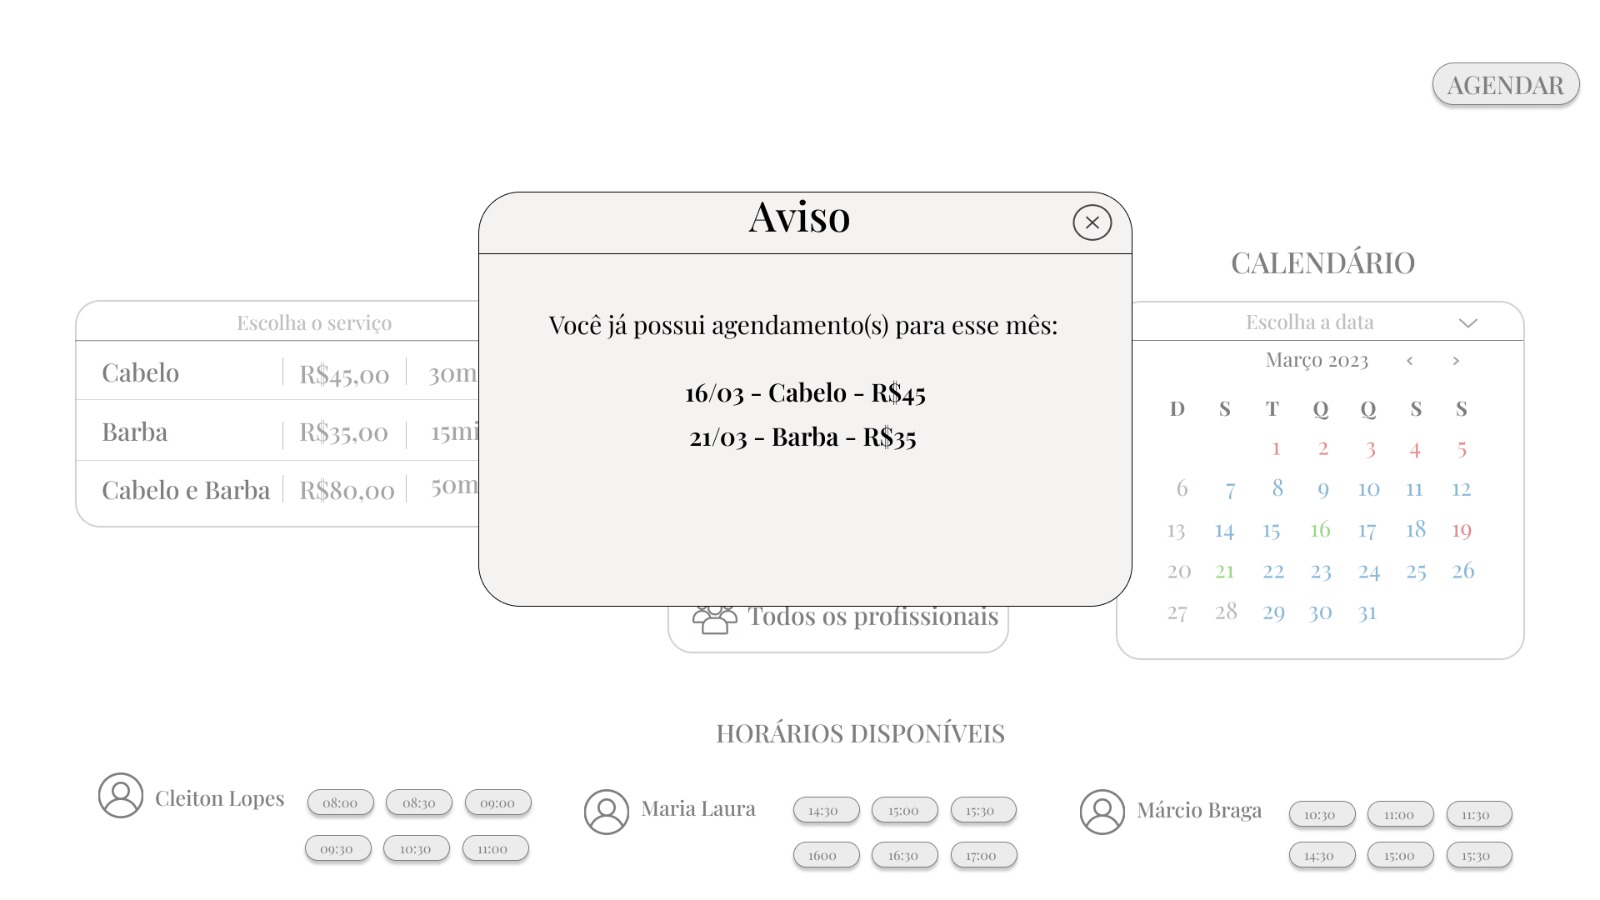 AGENDAR
Aviso
Você já possui agendamento(s) para esse mês:
16/03 - Cabelo - R$45
21/03 - Barba - R$35
Escolha o serviço
Cabelo R$45,00 30m
Barba R$35,00 15mi
Cabelo e Barba R$80,00 50m
Todos os profissionais
CALENDÁRIO
Escolha a data
Março 2023 < >
D S T Q Q S S
1 2 3 4 5
6 7 8 9 10 11 12
13 14 15 16 17 18 19
20 21 22 23 24 25 26
27 28 29 30 31
HORÁRIOS DISPONÍVEIS
Cleiton Lopes
08:00 08:30 09:00
09:30 10:30 11:00
Maria Laura
14:30 15:00 15:30
1600 16:30 17:00
Márcio Braga
10:30 11:00 11:30
14:30 15:00 15:30